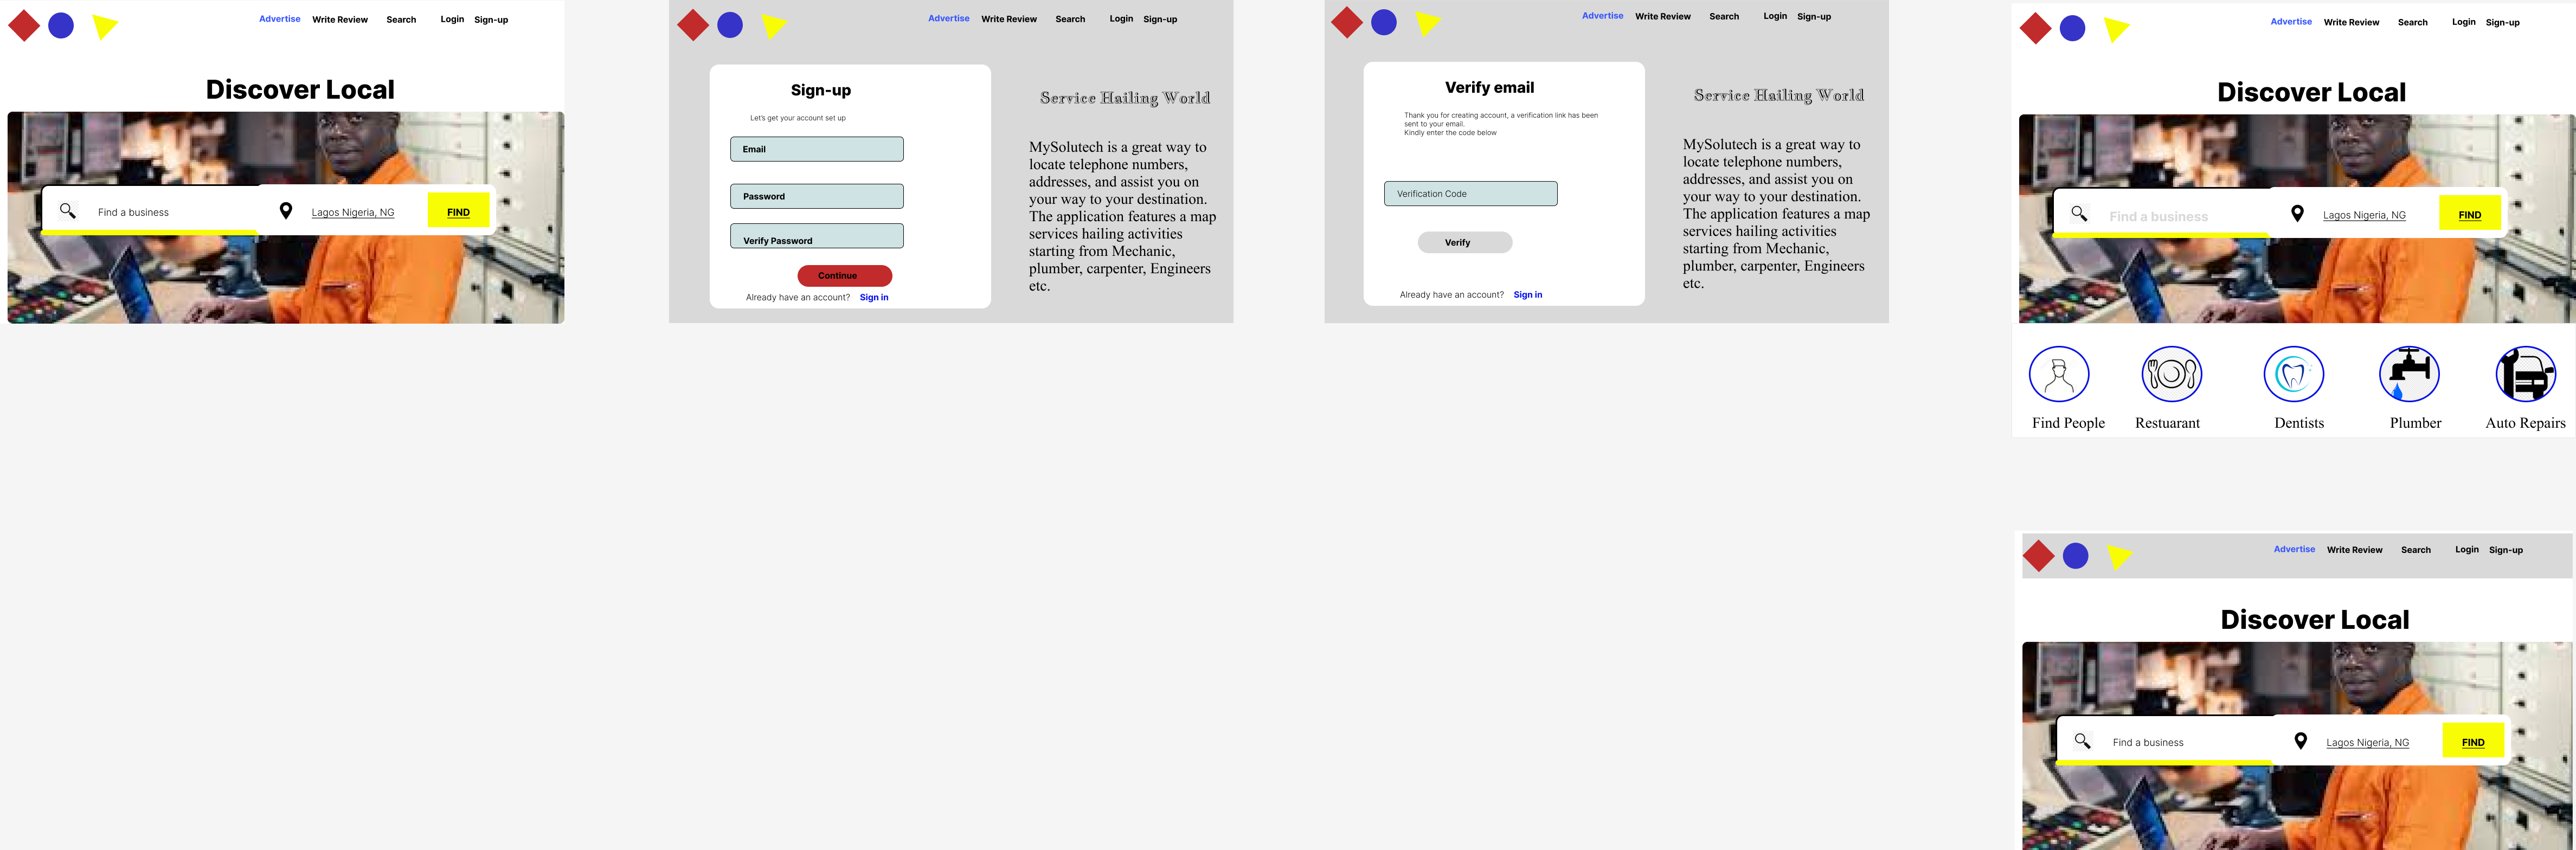 Advertise Write Review Search Login Sign-up
Discover Local
Find a business Lagos Nigeria, NG FIND
Advertise Write Review Search Login Sign-up
Sign-up
Let's get your account set up
Email
Password
Verify Password
Continue
Already have an account? Sign in
Service Hailing World
MySolutech is a great way to
locate telephone numbers,
addresses, and assist you on
your way to your destination.
The application features a map
services hailing activities
starting from Mechanic,
plumber, carpenter, Engineers
etc.
Advertise Write Review Search Login Sign-up
Verify email
Thank you for creating account, a verification link has been
sent to your email.
Kindly enter the code below
Verification Code
Verify
Already have an account? Sign in
Service Hailing World
MySolutech is a great way to
locate telephone numbers,
addresses, and assist you on
your way to your destination.
The application features a map
services hailing activities
starting from Mechanic,
plumber, carpenter, Engineers
etc.
Advertise Write Review Search Login Sign-up
Discover Local
Find a business Lagos Nigeria, NG FIND
Find People Restuarant Dentists Plumber Auto Repairs
Advertise Write Review Search Login Sign-up
Discover Local
Find a business Lagos Nigeria, NG FIND